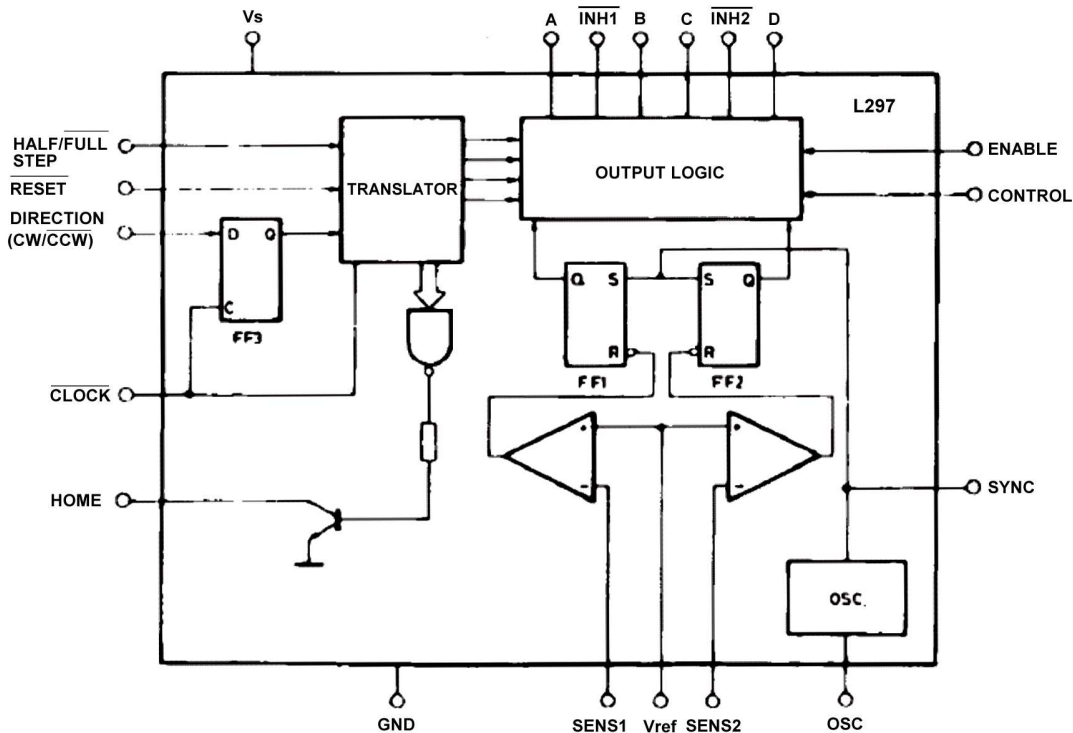 Vs
A
INH1
B
C
INH2
D
L297
HALF/FULL
STEP
RESET
DIRECTION
(CW/CCW)
TRANSLATOR
OUTPUT LOGIC
ENABLE
CONTROL
D Q
C
FF3
Q S
R
FF1
S Q
R
FF2
CLOCK
+
-
+
-
HOME
SYNC
OSC.
GND
SENS1
Vref
SENS2
OSC